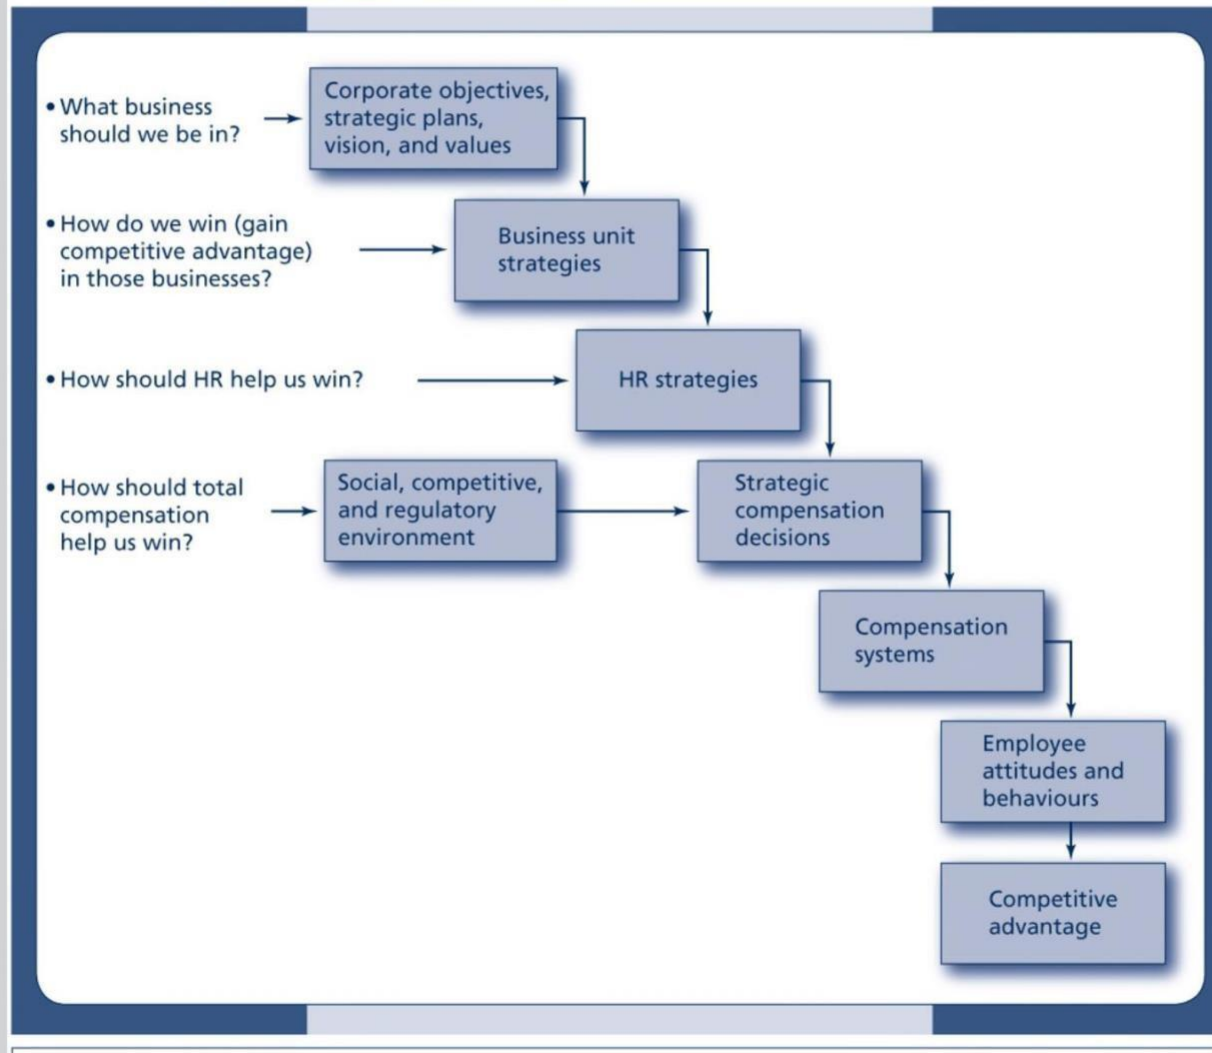 • What business
should we be in?
Corporate objectives,
strategic plans,
vision, and values
• How do we win (gain
competitive advantage)
in those businesses?
Business unit
strategies
• How should HR help us win?
HR strategies
• How should total
compensation
help us win?
Social, competitive,
and regulatory
environment
Strategic
compensation
decisions
Compensation
systems
Employee
attitudes and
behaviours
Competitive
advantage